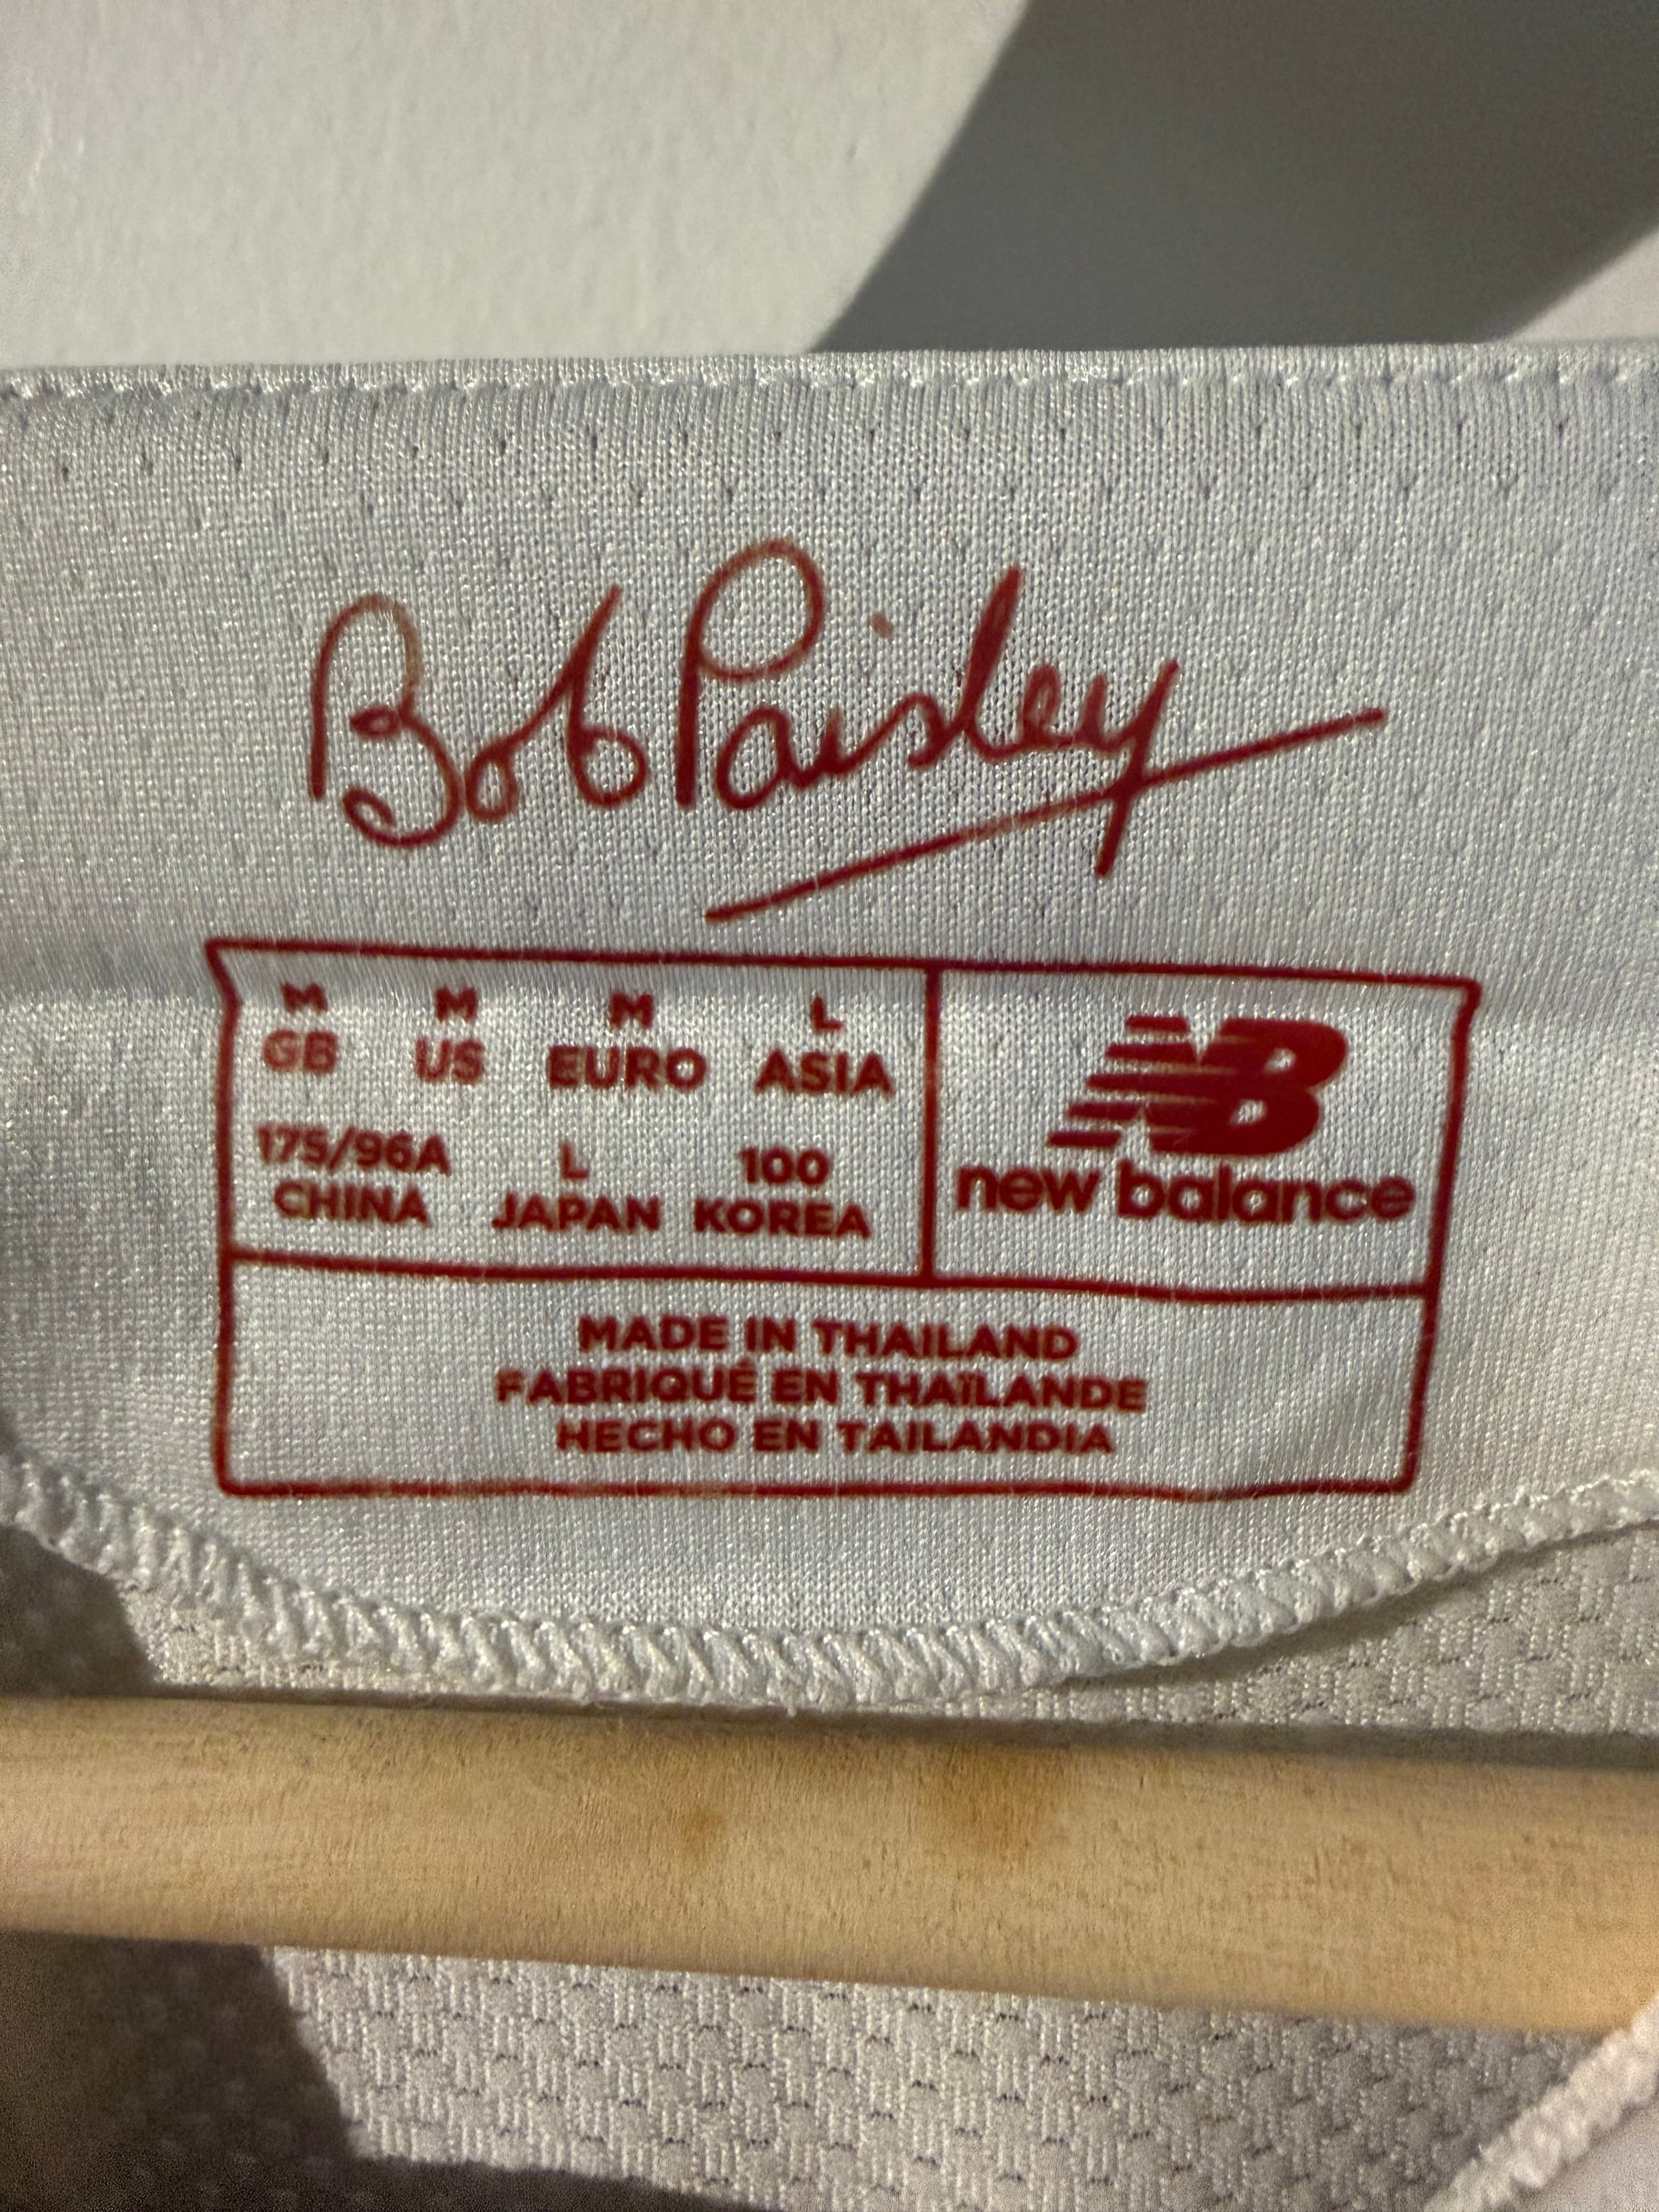 Bob Paisley
M M M L
GB US EURO ASIA
175/96A L 100
CHINA JAPAN KOREA
NB
new balance
MADE IN THAILAND
FABRIQUÉ EN THAÏLANDE
HECHO EN TAILANDIA